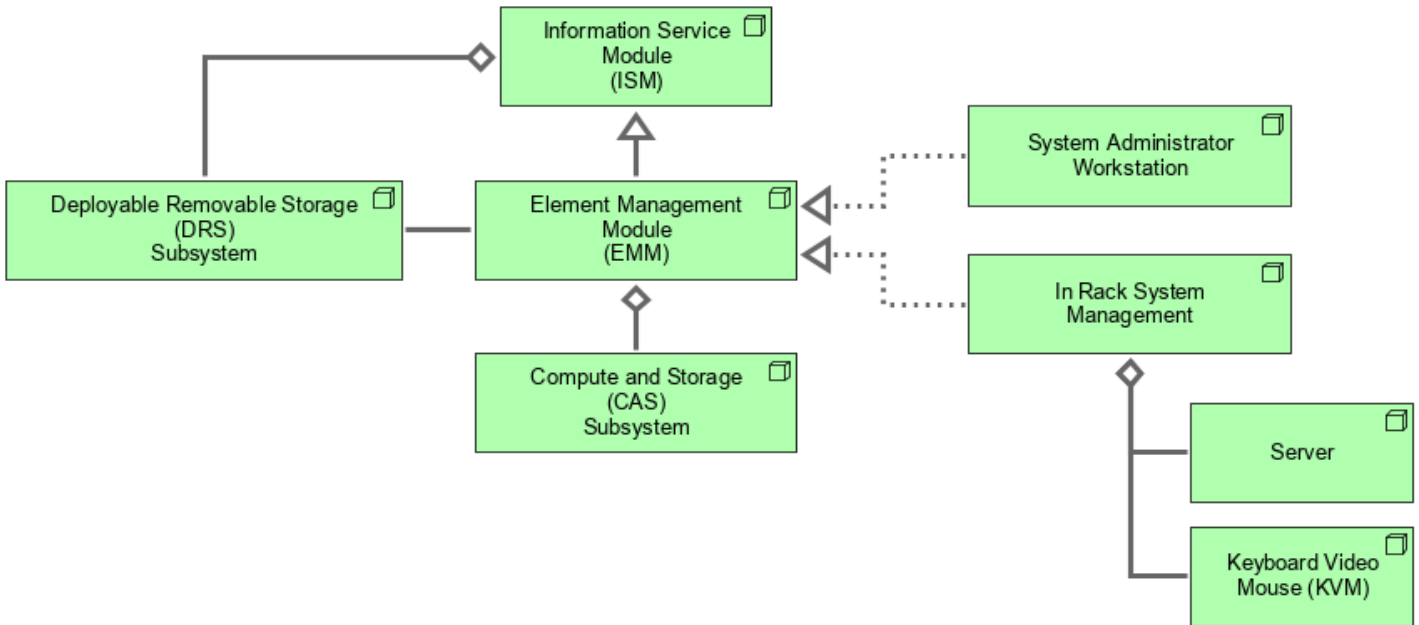 Information Service
Module
(ISM)
System Administrator
Workstation
Deployable Removable Storage
(DRS)
Subsystem
Element Management
Module
(EMM)
In Rack System
Management
Compute and Storage
(CAS)
Subsystem
Server
Keyboard Video
Mouse (KVM)